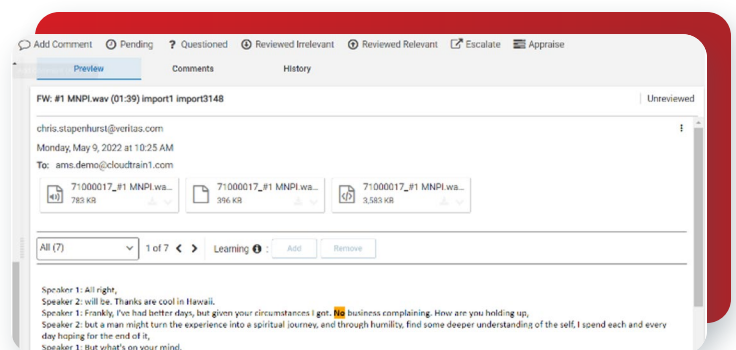 Add Comment Pending ? Questioned Reviewed Irrelevant Reviewed Relevant Escalate Appraise
Preview Comments History
FW: #1 MNPI.wav (01:39) import1 import3148 Unreviewed
chris.stapenhurst@veritas.com
Monday, May 9, 2022 at 10:25 AM
To: ams.demo@cloudtrain1.com
71000017_#1 MNPI.wa... 71000017_#1 MNPI.wa... 71000017_#1 MNPI.wa...
783 KB 396 KB 3,583 KB
All (7) 1 of 7 < > Learning : Add Remove
Speaker 1: All right,
Speaker 2: will be. Thanks are cool in Hawaii.
Speaker 1: Frankly, I've had better days, but given your circumstances I got. No business complaining. How are you holding up,
Speaker 2: but a man might turn the experience into a spiritual journey, and through humility, find some deeper understanding of the self, I spend each and every
day hoping for the end of it,
Speaker 1: But what's on your mind.